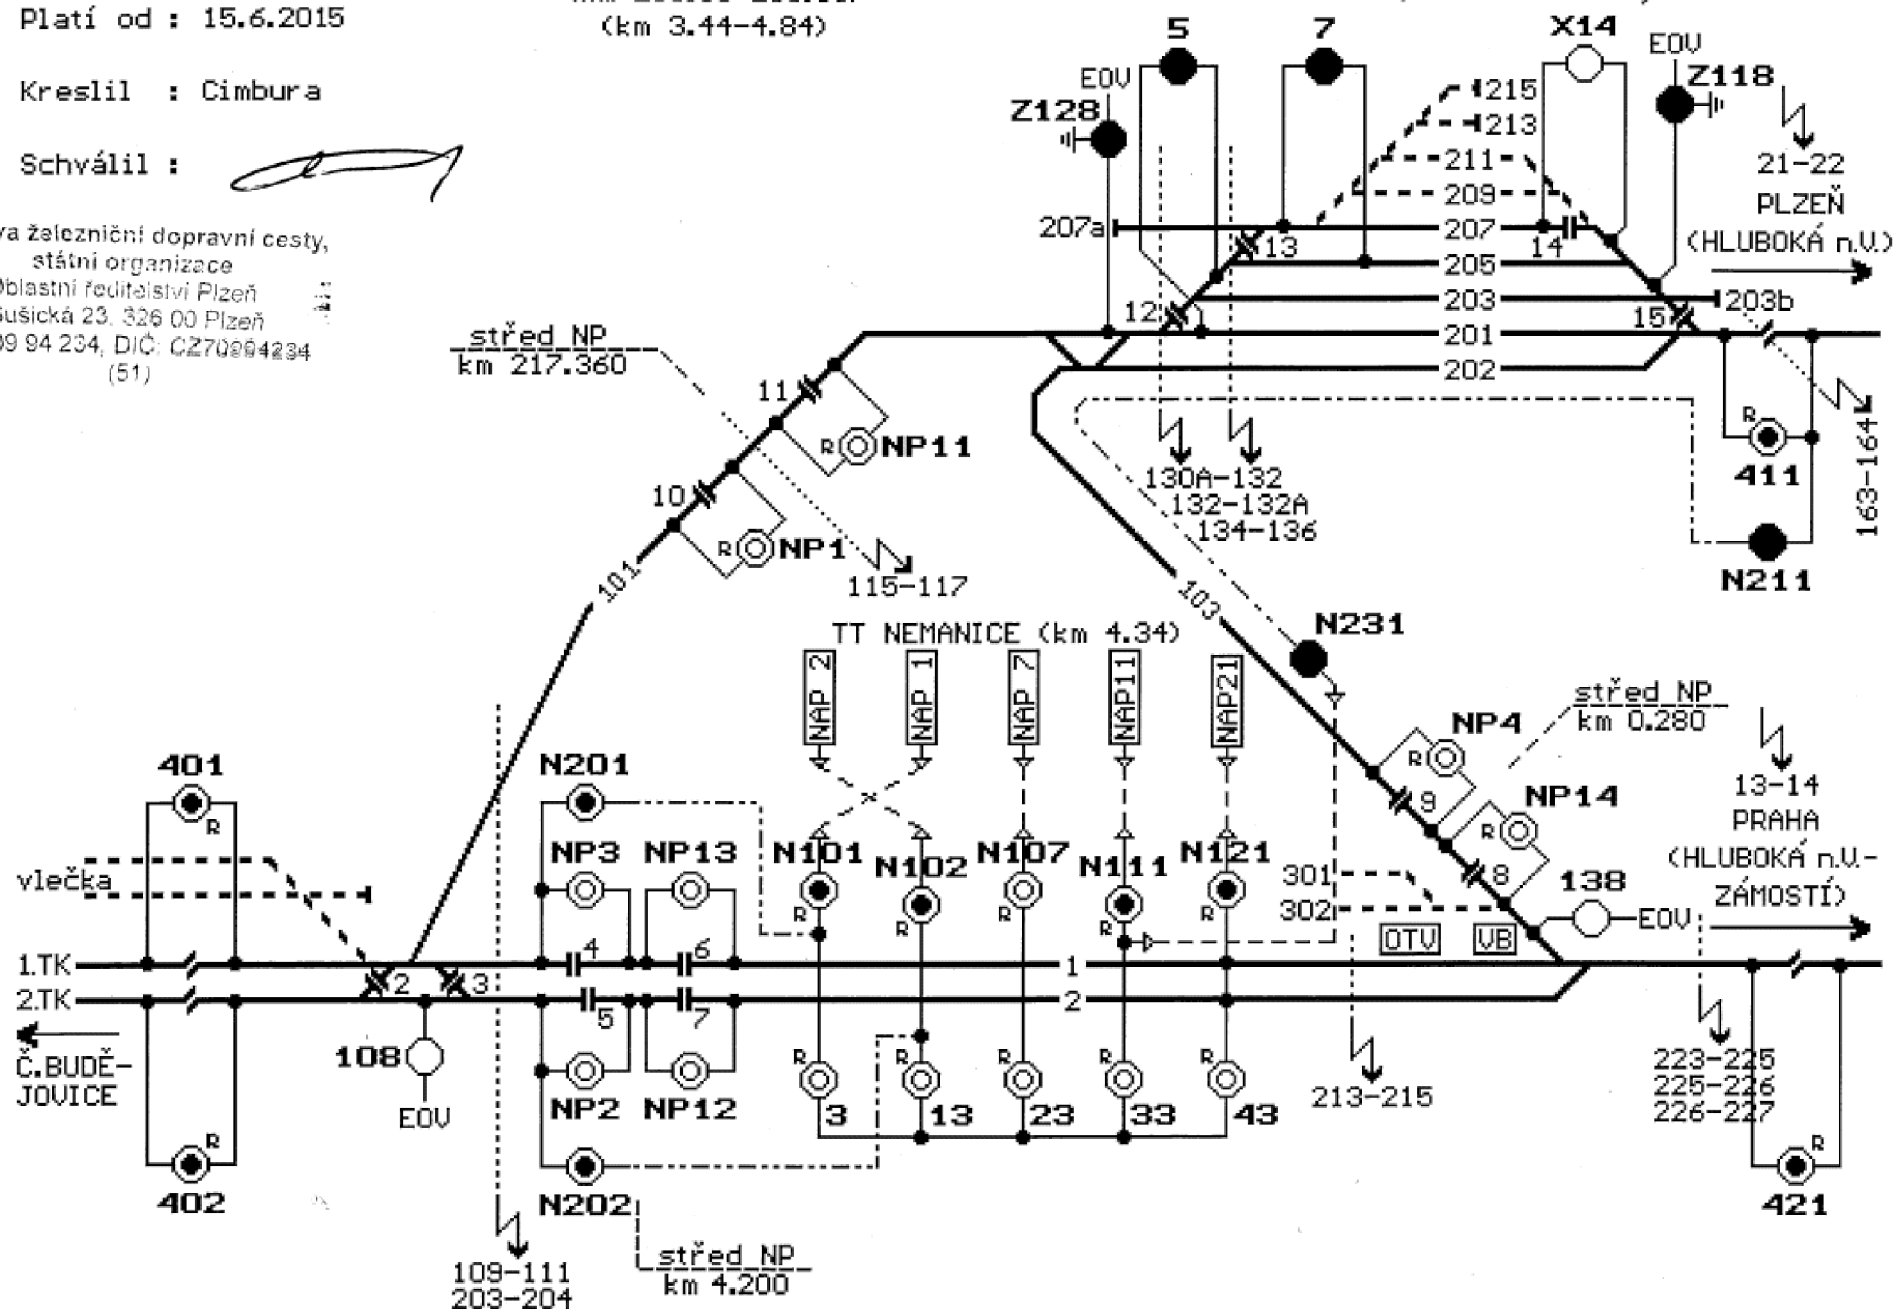 Platí od : 15.6.2015
(km 3.44-4.84)
Kreslil : Cimbura
Schválil :
železniční dopravní cesty,
státní organizace
Oblastní ředitelství Plzeň
Sušická 23, 326 00 Plzeň
94 234, DIČ: CZ70994234
(51)
5
7
X14
EOV
Z128
EOV
Z118
215
213
211
209
207a
207
13
14
205
203
203b
12
15
201
202
21-22
PLZEŇ
(HLUBOKÁ n.V.)
střed NP
km 217.360
11
R
NP11
10
R
NP1
101
115-117
130A-132
132-132A
134-136
R
411
163-164
N211
103
N231
TT NEMANICE (km 4.34)
NAP 2
NAP 1
NAP 7
NAP11
NAP21
střed NP
km 0.280
NP4
R
9
NP14
R
8
13-14
PRAHA
(HLUBOKÁ n.V.-
ZÁMOSTÍ)
401
R
N201
NP3
NP13
N101
N102
N107
N111
N121
R
R
R
R
301
302
138
EOV
OTV
VB
vlečka
1.TK
2
3
4
6
1
2.TK
5
7
2
Č.BUDĚ-
JOVICE
108
EOV
NP2
NP12
R
3
R
13
R
23
R
33
R
43
213-215
223-225
225-226
226-227
R
402
N202
R
421
109-111
203-204
střed NP
km 4.200